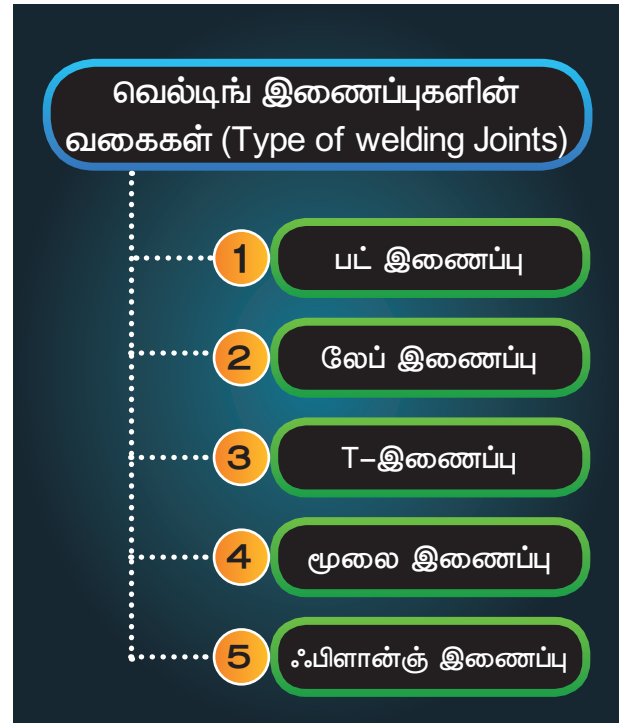 வெல்டிங் இணைப்புகளின்
வகைகள் (Type of welding Joints)
1 பட் இணைப்பு
2 லேப் இணைப்பு
3 T–இணைப்பு
4 மூலை இணைப்பு
5 ஃபிளான்ஞ் இணைப்பு